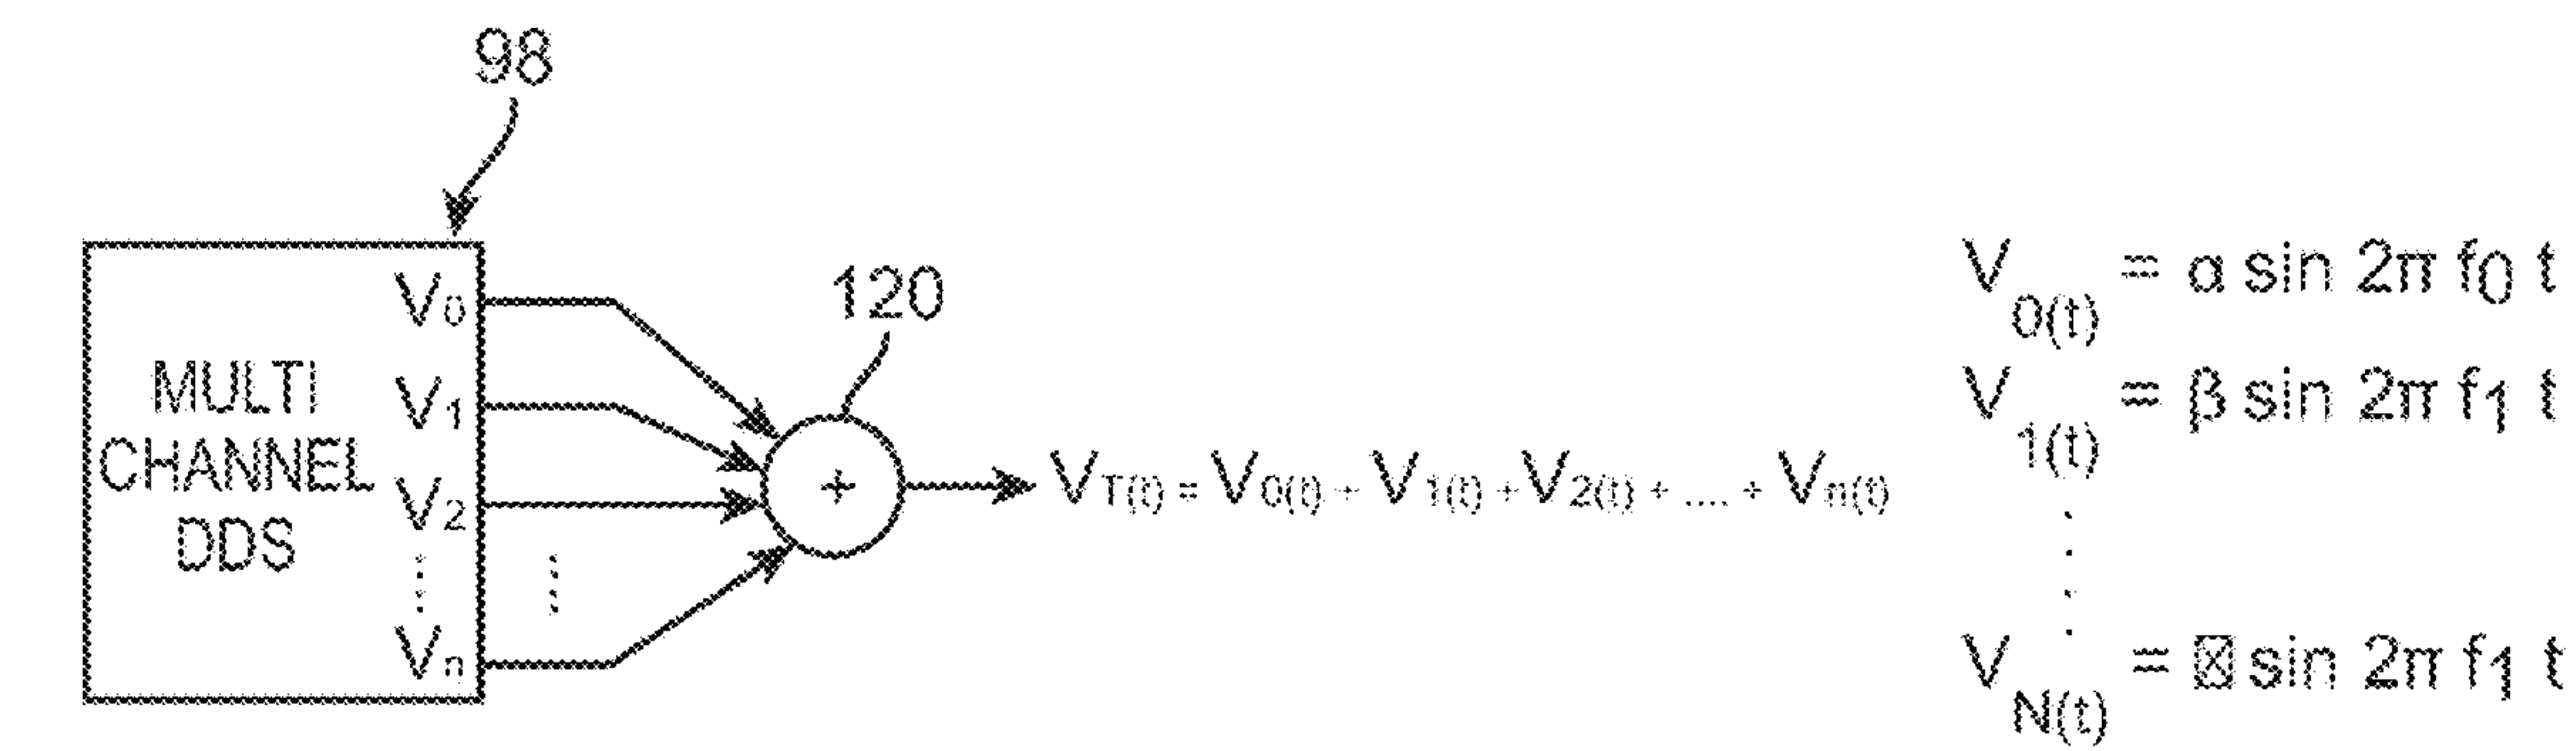 98
120
MULTI
CHANNEL
DDS
V0
V1
V2
⋮
Vn
⋮
+
VT(t) = V0(t) + V1(t) +V2(t) + .... + Vn(t)
V0(t) = α sin 2π f0 t
V1(t) = β sin 2π f1 t
⋮
VN(t) = ☒ sin 2π f1 t